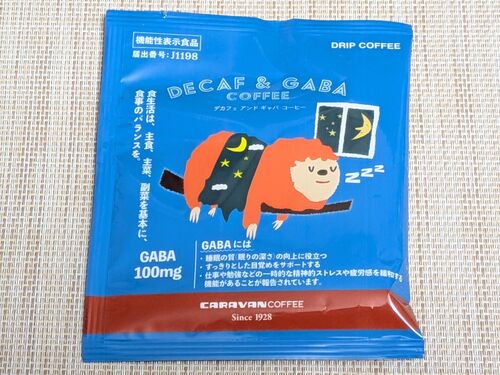 機能性表示食品
届出番号:J1198
DRIP COFFEE
DECAF & GABA
COFFEE
デカフェ アンド ギャバ コーヒー
食生活は、主食、主菜、副菜を基本に、
食事のバランスを。
zzz
GABA
100mg
GABAには
・睡眠の質(眠りの深さ)の向上に役立つ
・すっきりとした目覚めをサポートする
・仕事や勉強などの一時的な精神的ストレスや疲労感を緩和する
機能があることが報告されています。
CARAVANCOFFEE
Since 1928